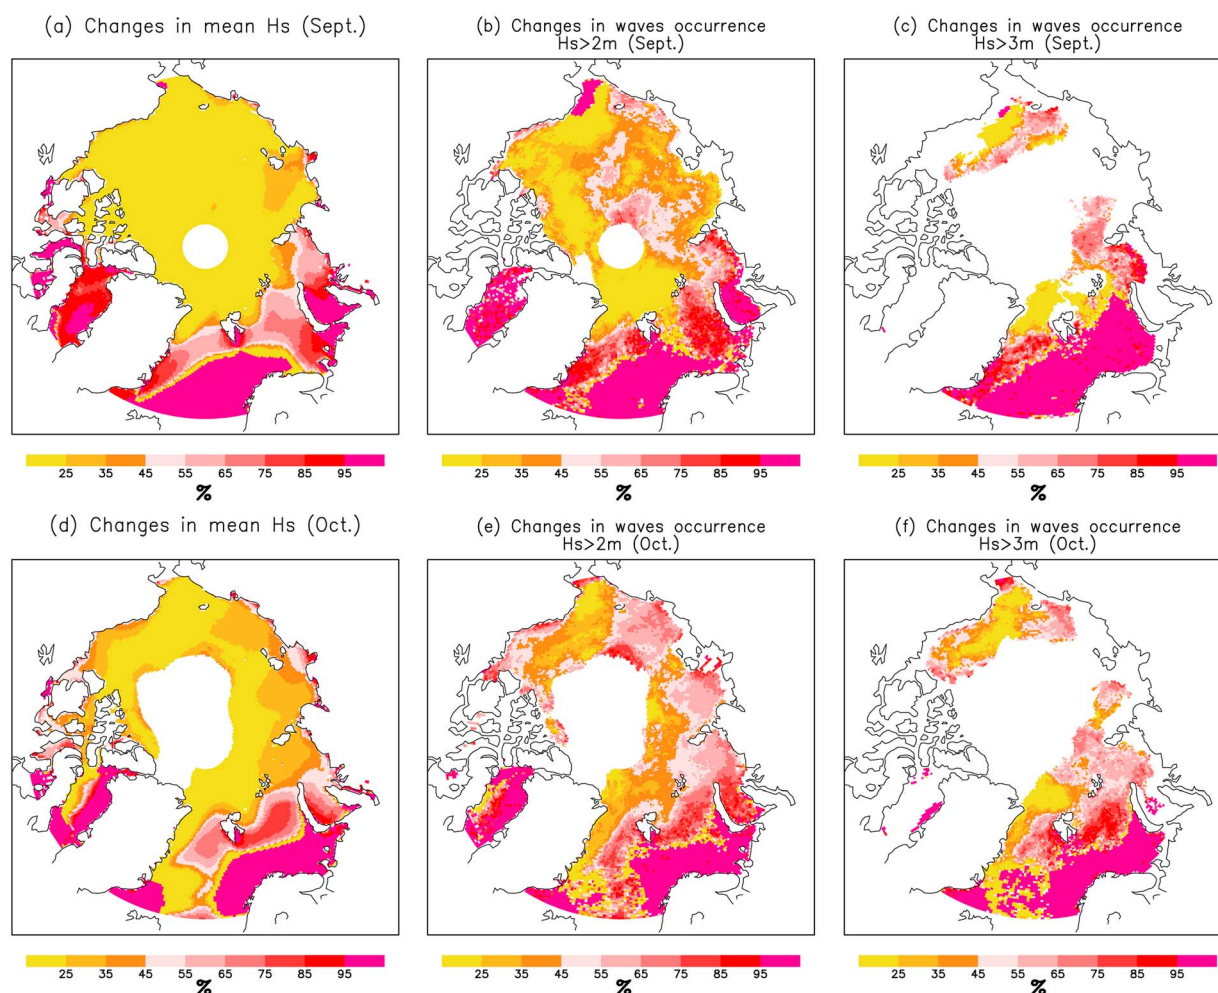 (a) Changes in mean Hs (Sept.)
(b) Changes in waves occurrence
Hs>2m (Sept.)
(c) Changes in waves occurrence
Hs>3m (Sept.)
25 35 45 55 65 75 85 95
%
25 35 45 55 65 75 85 95
%
25 35 45 55 65 75 85 95
%
(d) Changes in mean Hs (Oct.)
(e) Changes in waves occurrence
Hs>2m (Oct.)
(f) Changes in waves occurrence
Hs>3m (Oct.)
25 35 45 55 65 75 85 95
%
25 35 45 55 65 75 85 95
%
25 35 45 55 65 75 85 95
%